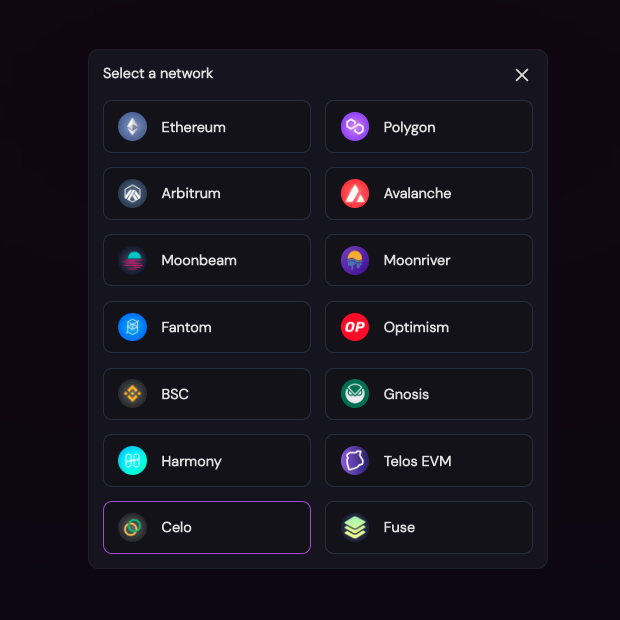 Select a network
Ethereum
Polygon
Arbitrum
Avalanche
Moonbeam
Moonriver
Fantom
OP Optimism
BSC
Gnosis
Harmony
Telos EVM
Celo
Fuse